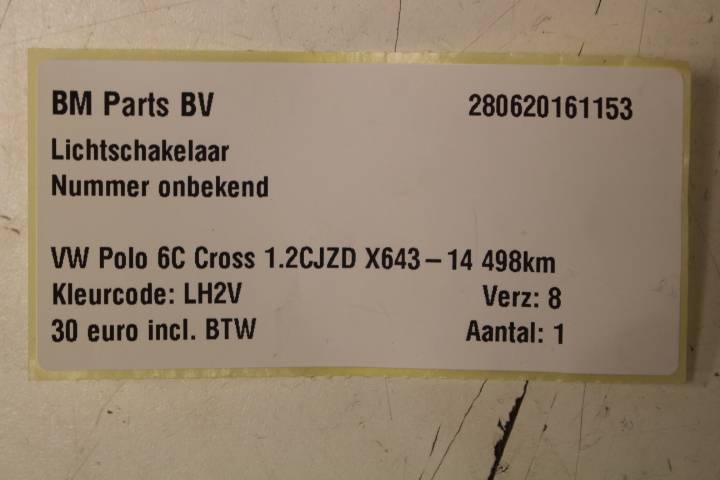 BM Parts BV 280620161153
Lichtschakelaar
Nummer onbekend
VW Polo 6C Cross 1.2CJZD X643-14 498km
Kleurcode: LH2V Verz: 8
30 euro incl. BTW Aantal: 1